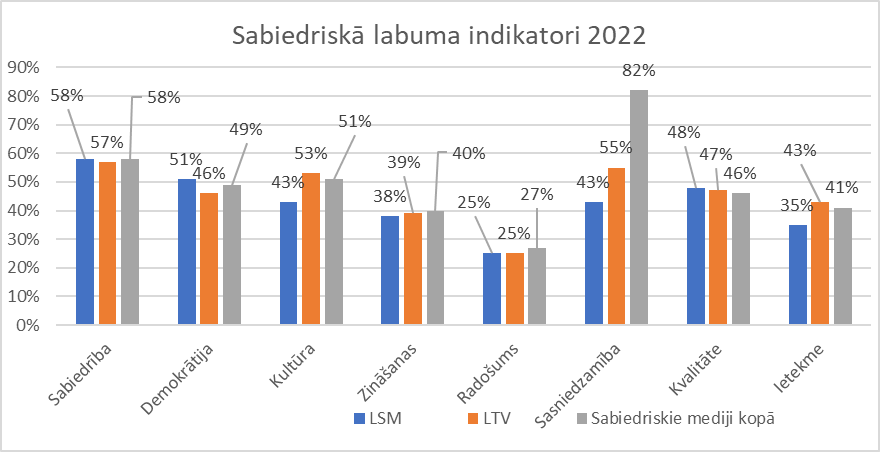 Sabiedriskā labuma indikatori 2022
90%
80%
70%
60%
50%
40%
30%
20%
10%
0%
58% 57% 58%
51% 46% 49%
43% 53% 51%
38% 39% 40%
25% 25% 27%
43% 55% 82%
48% 47% 46%
35% 43% 41%
Sabiedrība
Demokrātija
Kultūra
Zināšanas
Radošums
Sasniedzamība
Kvalitāte
Ietekme
LSM LTV Sabiedriskie mediji kopā